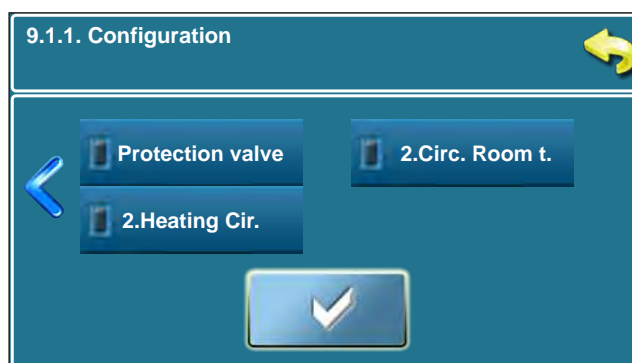 9.1.1. Configuration
Protection valve
2.Circ. Room t.
2.Heating Cir.